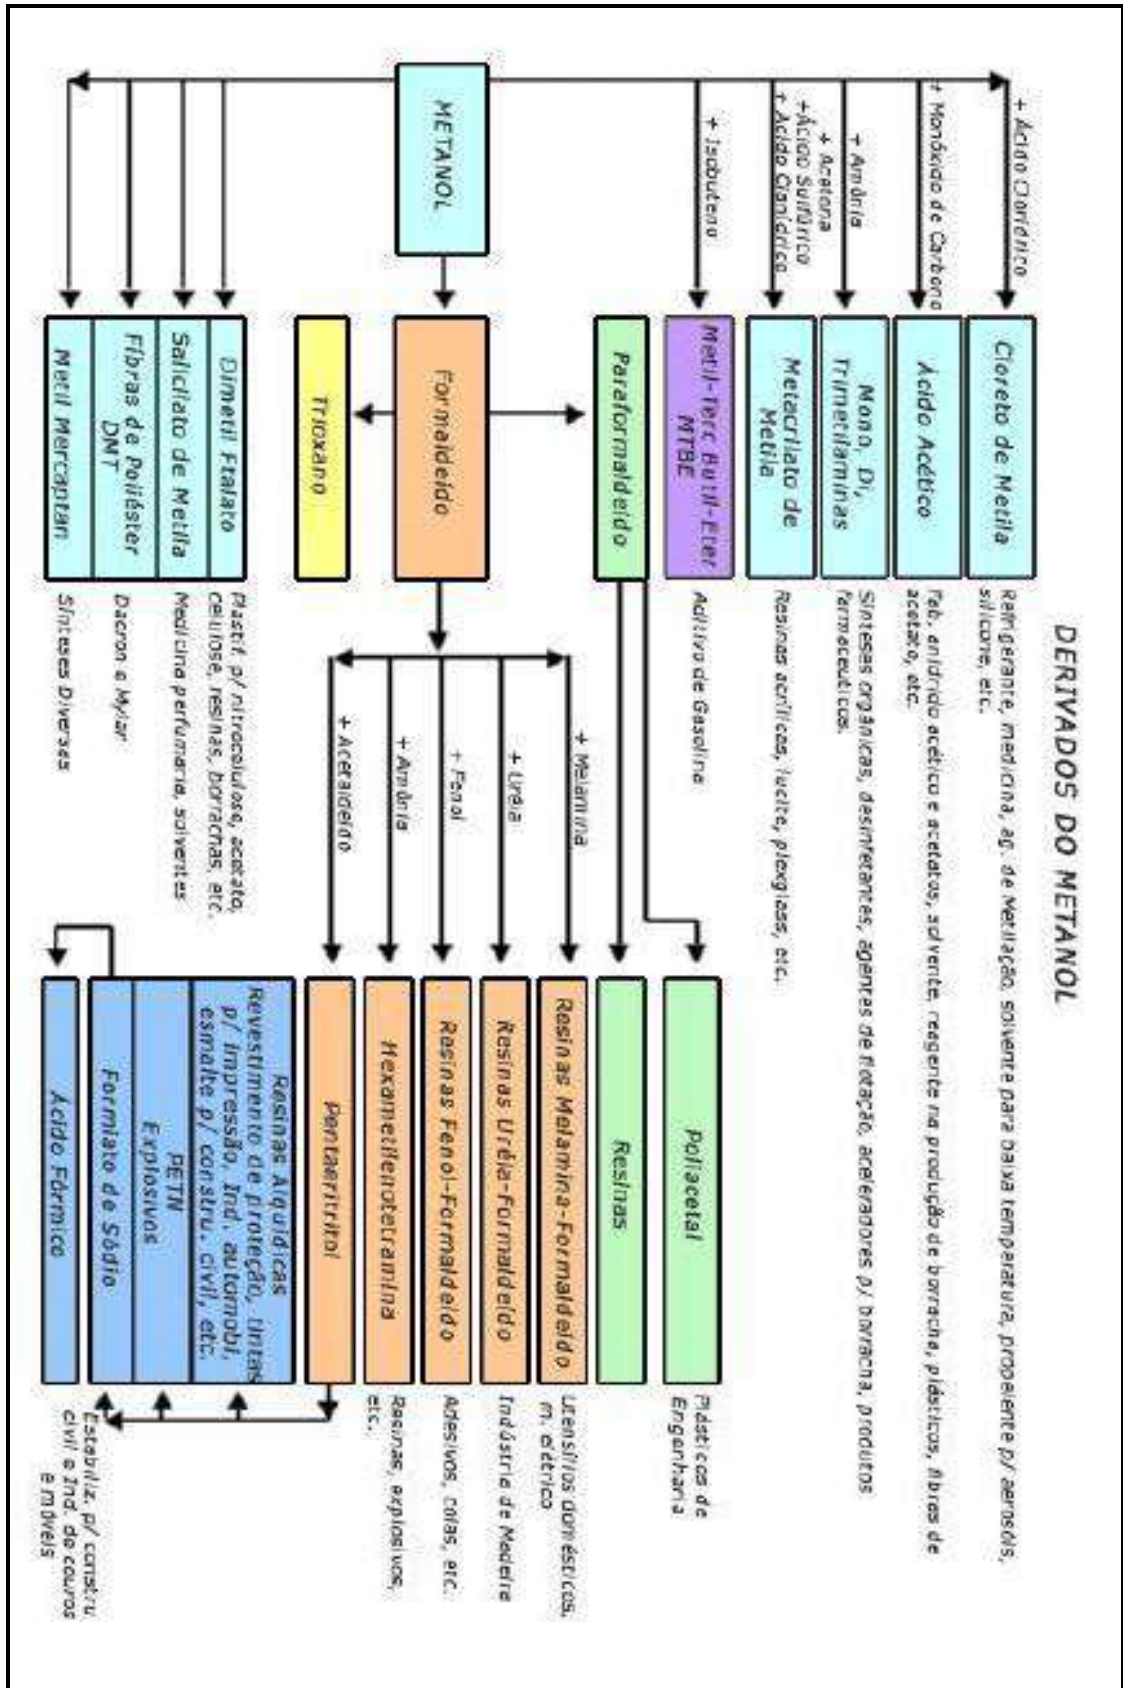 DERIVADOS DO METANOL
+ Ácido Clorídrico
Cloreto de Metila
Refrigerante, medicina, ag. de Metilação, solvente para baixa temperatura, propelente p/ aerosóis,
silicone, etc.
+ Monóxido de Carbono
Ácido Acético
Fab. anidrido acético e acetatos, solvente, reagente na produção de borracha, plásticos, fibras de
acetato, etc.
+ Amônia
Mono, Di,
Trimetilaminas
Sínteses orgânicas, desinfetantes, agentes de flotação, aceleradores p/ borracha, produtos
farmaceuticos.
+ Acetona
+Ácido Sulfúrico
+ Ácido Cianídrico
Metacrilato de
Metila
Resinas acrílicas, lucite, plexglass, etc.
+ Isobuteno
Metil-Terc Butil-Eter
MTBE
Aditivo de Gasolina
Poliacetal
Plásticos de
Engenharia
Paraformaldeído
Resinas
METANOL
Formaldeído
+ Melamina
Resinas Melamina-Formaldeído
Utensílios domésticos,
m. elétrico
+ Uréia
Resinas Uréia-Formaldeído
Indústria de Madeira
+ Fenol
Resinas Fenol-Formaldeído
Adesivos, colas, etc.
+ Amônia
Hexametilenotetramina
Resinas, explosivos,
etc.
+ Acetaldeído
Pentaeritritol
Trioxano
Dimetil Ftalato
Plastif. p/ nitrocelulose, acetato,
celulose, resinas, borrachas, etc.
Salicilato de Metila
Medicina perfumaria, solventes
Fibras de Poliéster
DMT
Dacron e Mylar
Metil Mercaptan
Sínteses Diversas
Resinas Alquídicas
Revestimento de proteção, tintas
p/ impressão, Ind. automobi,
esmalte p/ constru. civil, etc.
PETN
Explosivos
Formiato de Sódio
Estabiliz. p/ constru
civil e Ind. de couros
e móveis
Ácido Fórmico